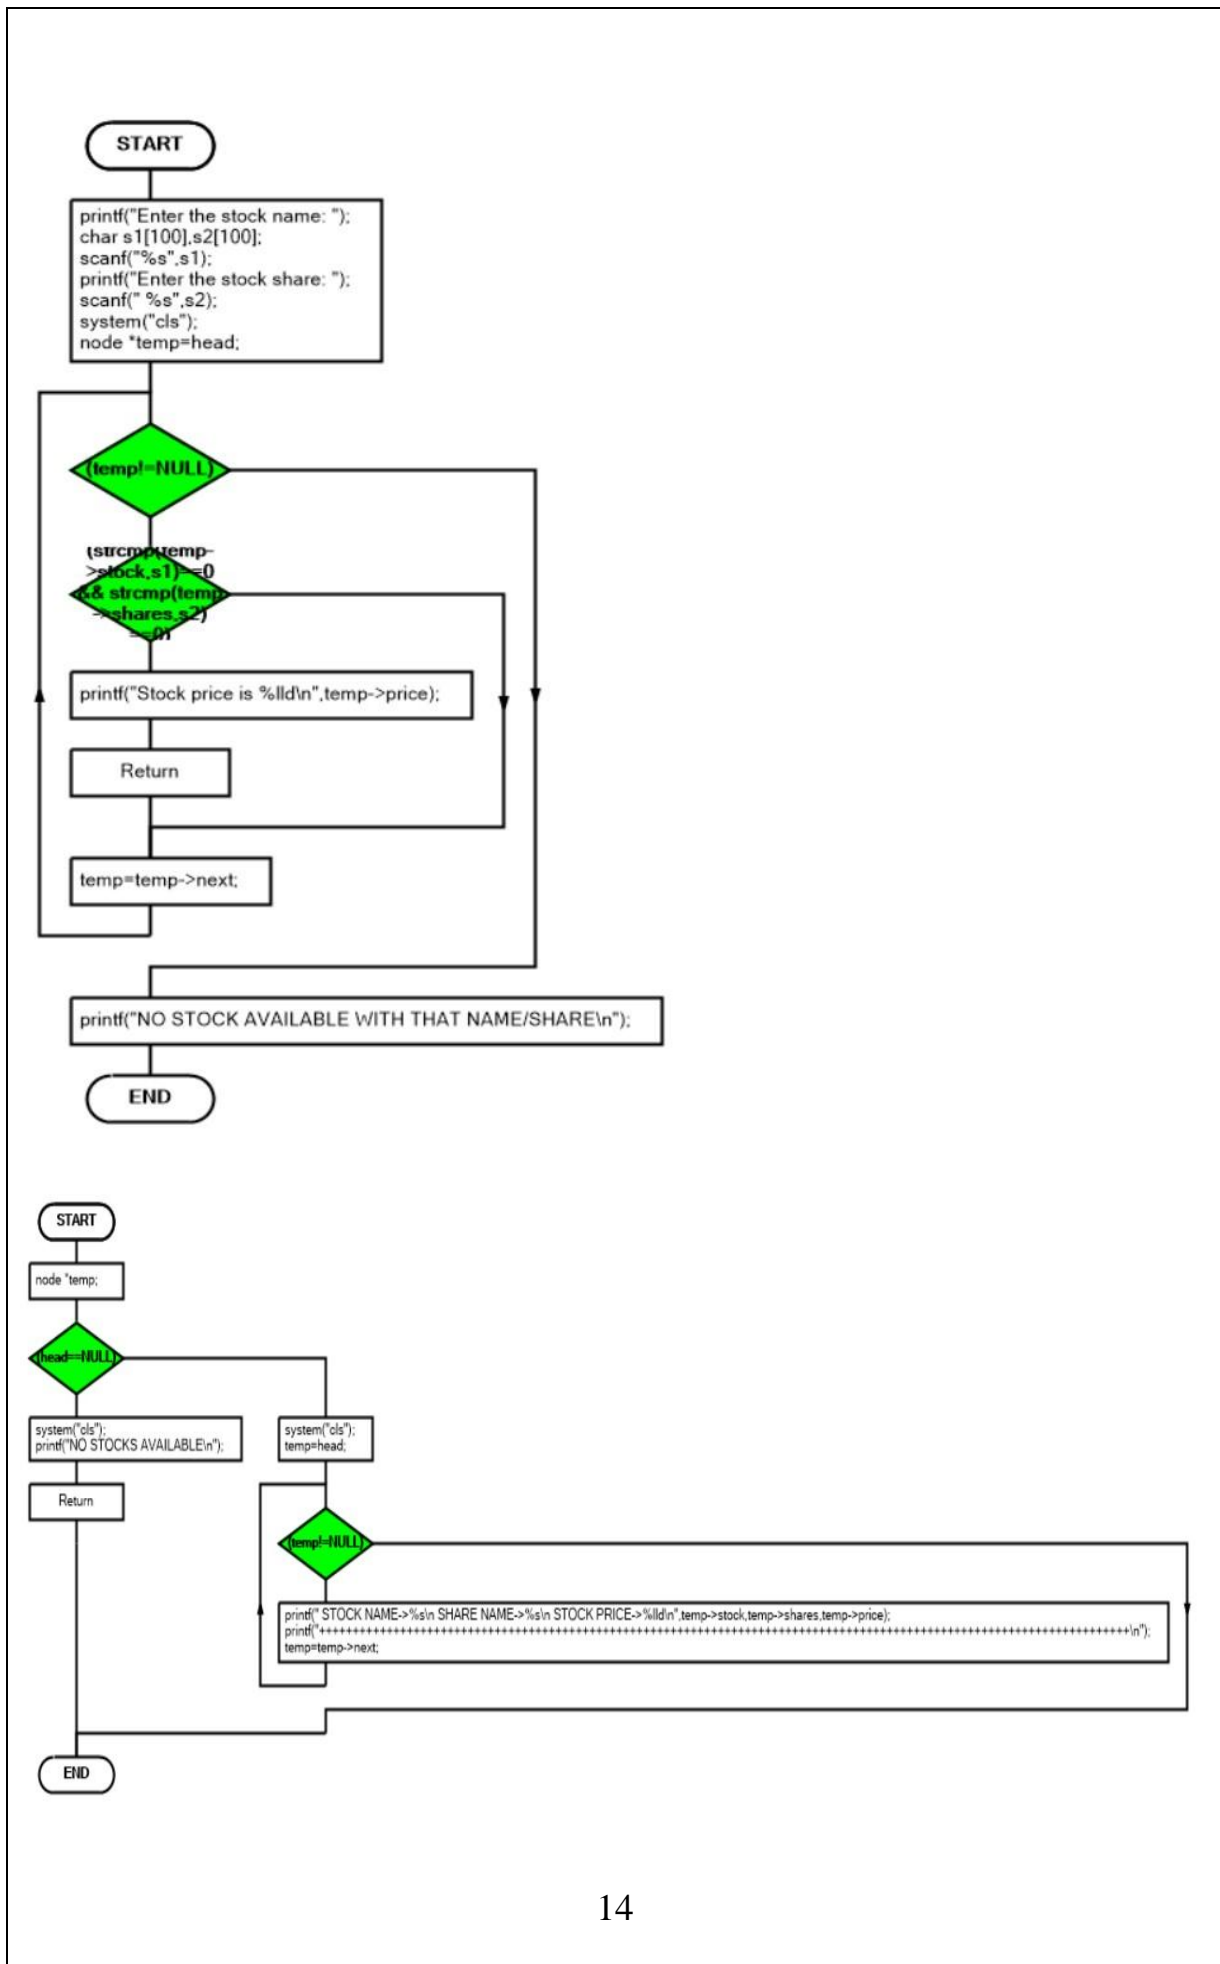 START
printf("Enter the stock name: ");
char s1[100],s2[100];
scanf("%s",s1);
printf("Enter the stock share: ");
scanf(" %s",s2);
system("cls");
node *temp=head;
(temp!=NULL)
(strcmp(temp-
>stock,s1)==0
&& strcmp(temp-
>shares,s2)
==0)
printf("Stock price is %lld\n",temp->price);
Return
temp=temp->next;
printf("NO STOCK AVAILABLE WITH THAT NAME/SHARE\n");
END
START
node *temp;
(head==NULL)
system("cls");
printf("NO STOCKS AVAILABLE\n");
Return
system("cls");
temp=head;
(temp!=NULL)
printf(" STOCK NAME->%s\n SHARE NAME->%s\n STOCK PRICE->%lld\n",temp->stock,temp->shares,temp->price);
printf("++++++++++++++++++++++++++++++++++++++++++++++++++++++++++++++++++++++++++++++++++++++++++++++++++++++++++++++++++++++++\n");
temp=temp->next;
END
14